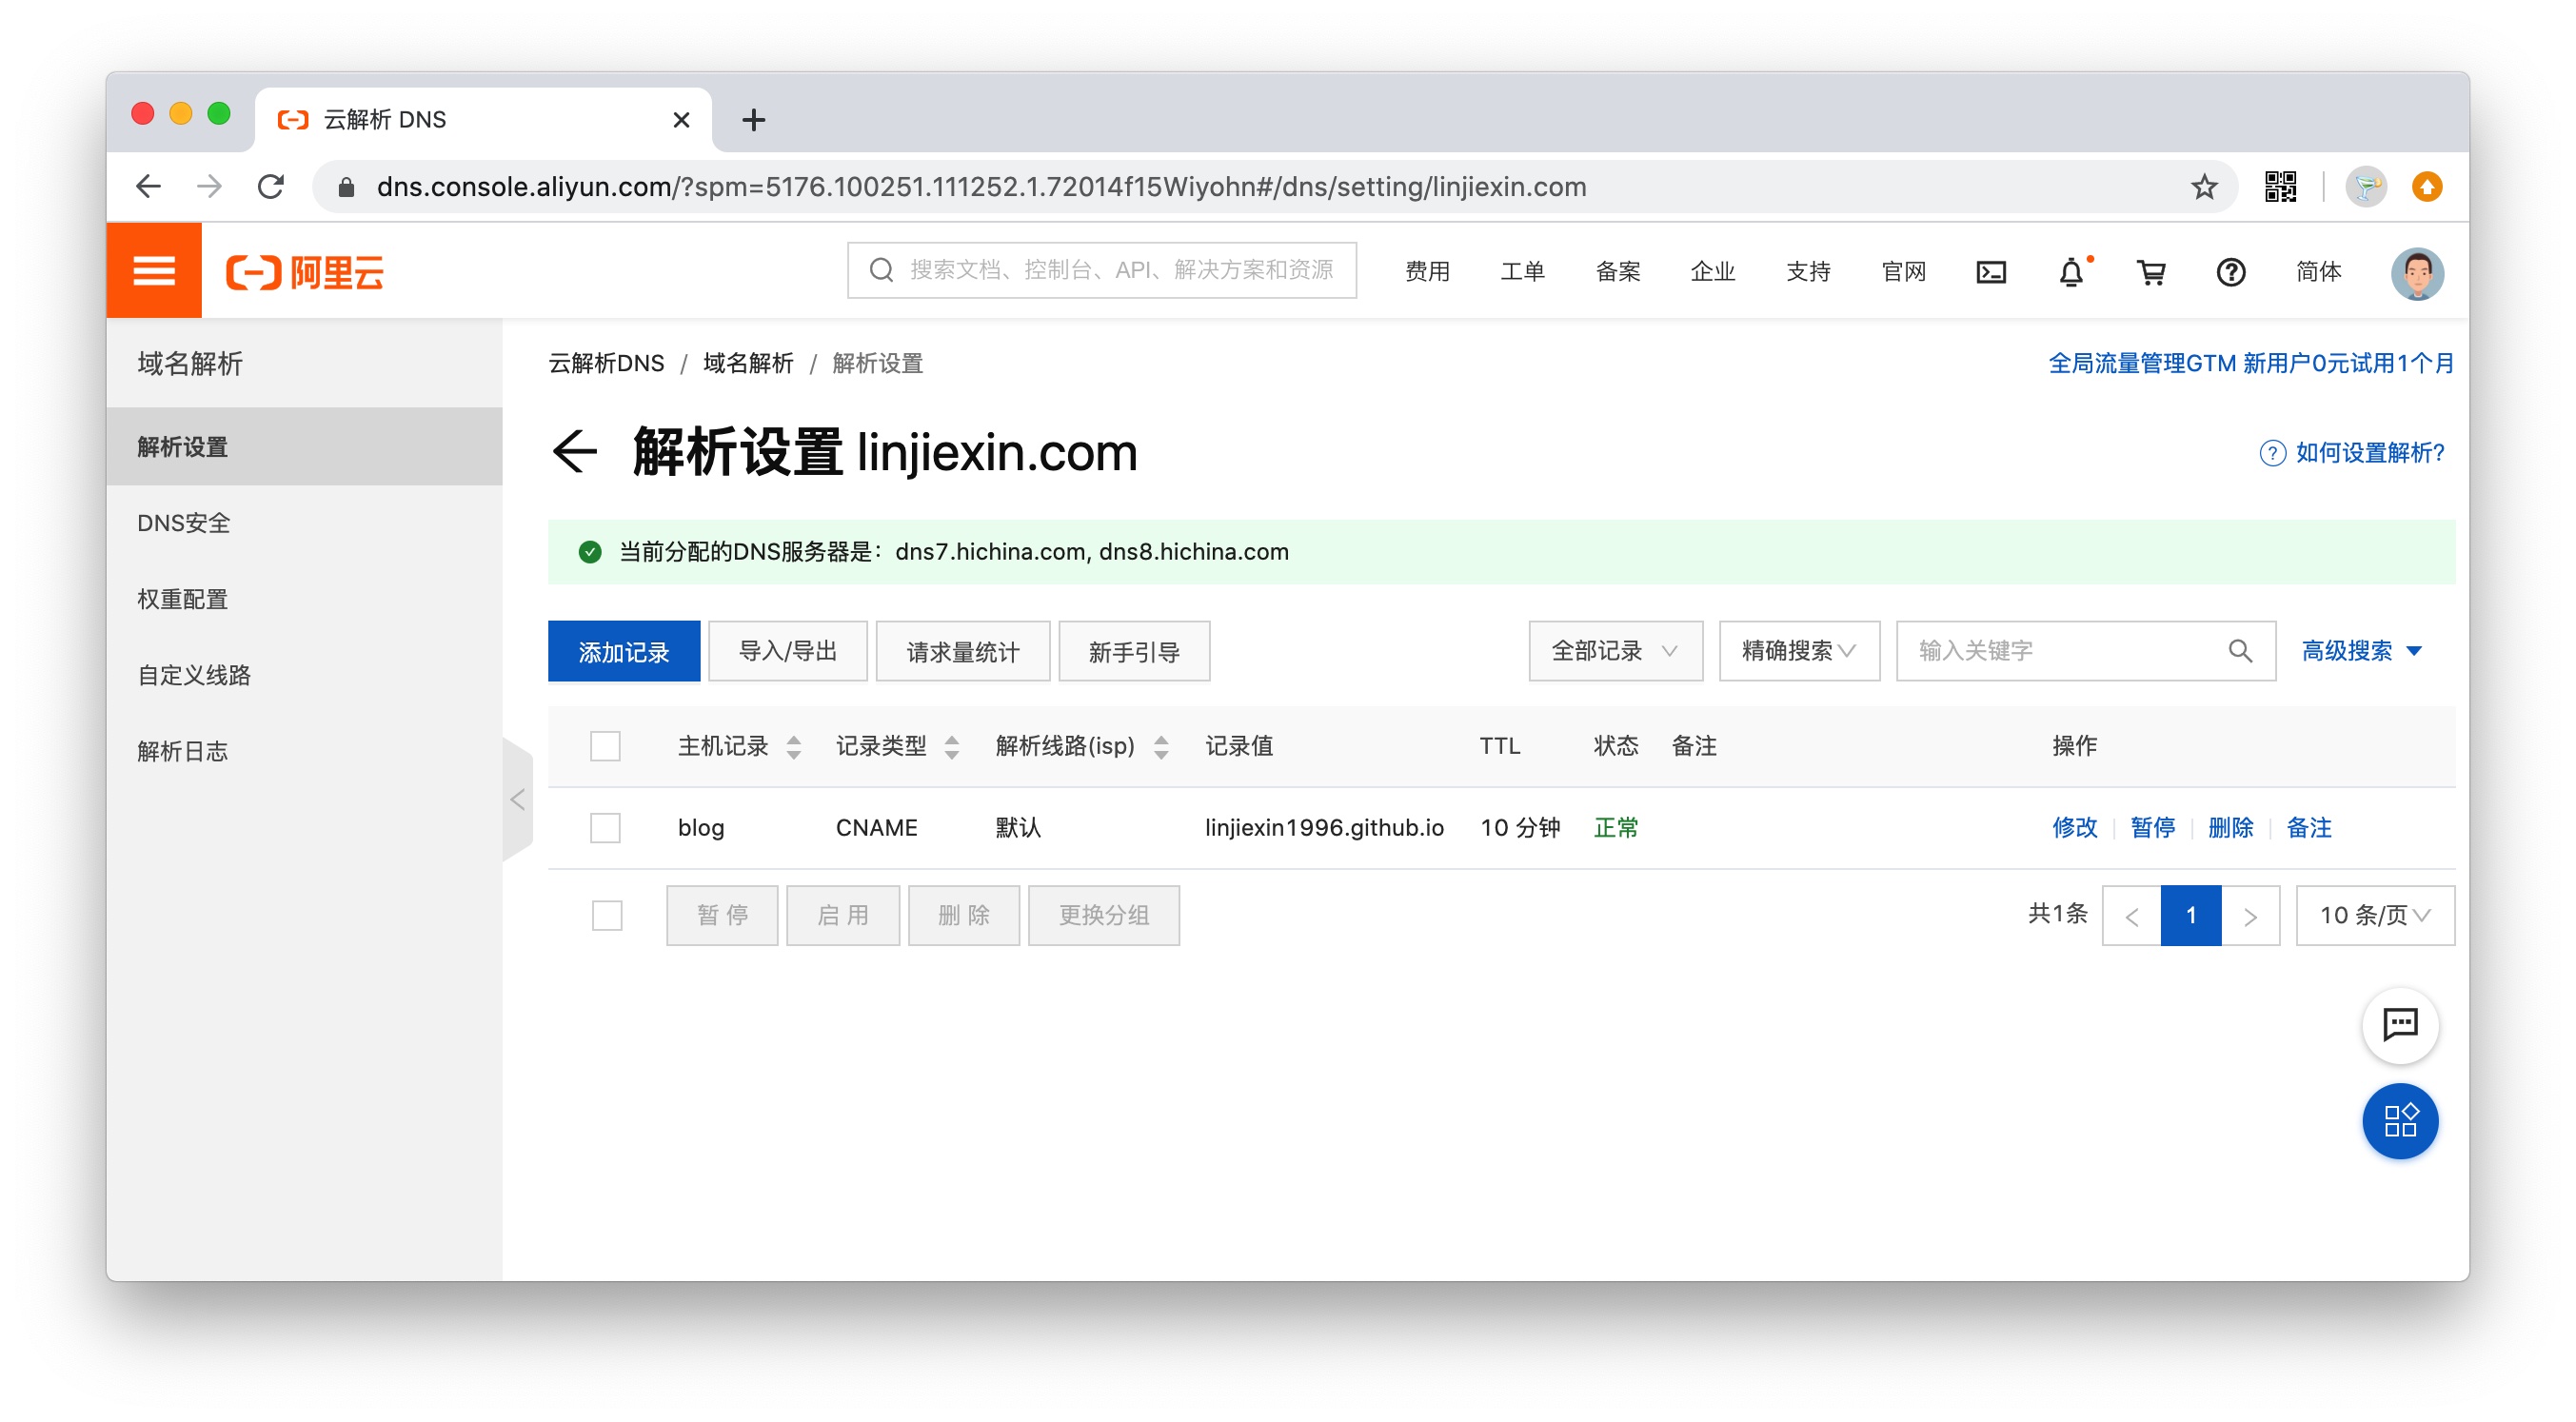 云解析 DNS
dns.console.aliyun.com/?spm=5176.100251.111252.1.72014f15Wiyohn#/dns/setting/linjiexin.com
阿里云 搜索文档、控制台、API、解决方案和资源 费用 工单 备案 企业 支持 官网 简体
域名解析
解析设置
DNS安全
权重配置
自定义线路
解析日志
云解析DNS / 域名解析 / 解析设置 全局流量管理GTM 新用户0元试用1个月
解析设置 linjiexin.com 如何设置解析?
当前分配的DNS服务器是：dns7.hichina.com, dns8.hichina.com
添加记录 导入/导出 请求量统计 新手引导 全部记录 精确搜索 输入关键字 高级搜索
主机记录 记录类型 解析线路(isp) 记录值 TTL 状态 备注 操作
blog CNAME 默认 linjiexin1996.github.io 10 分钟 正常 修改 暂停 删除 备注
暂 停 启 用 删 除 更换分组 共1条 < 1 > 10 条/页